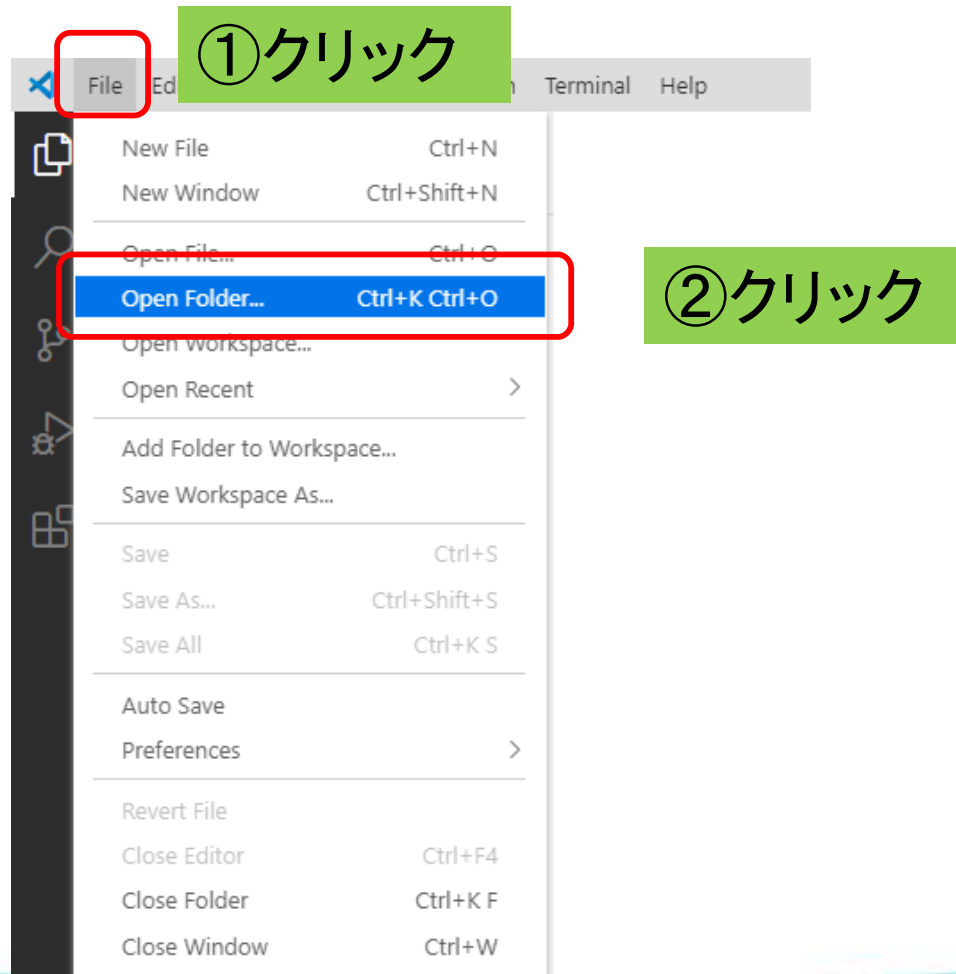 ①クリック
File Ed Terminal Help
New File Ctrl+N
New Window Ctrl+Shift+N
Open File... Ctrl+O
Open Folder... Ctrl+K Ctrl+O
②クリック
Open Workspace...
Open Recent
Add Folder to Workspace...
Save Workspace As...
Save Ctrl+S
Save As... Ctrl+Shift+S
Save All Ctrl+K S
Auto Save
Preferences
Revert File
Close Editor Ctrl+F4
Close Folder Ctrl+K F
Close Window Ctrl+W